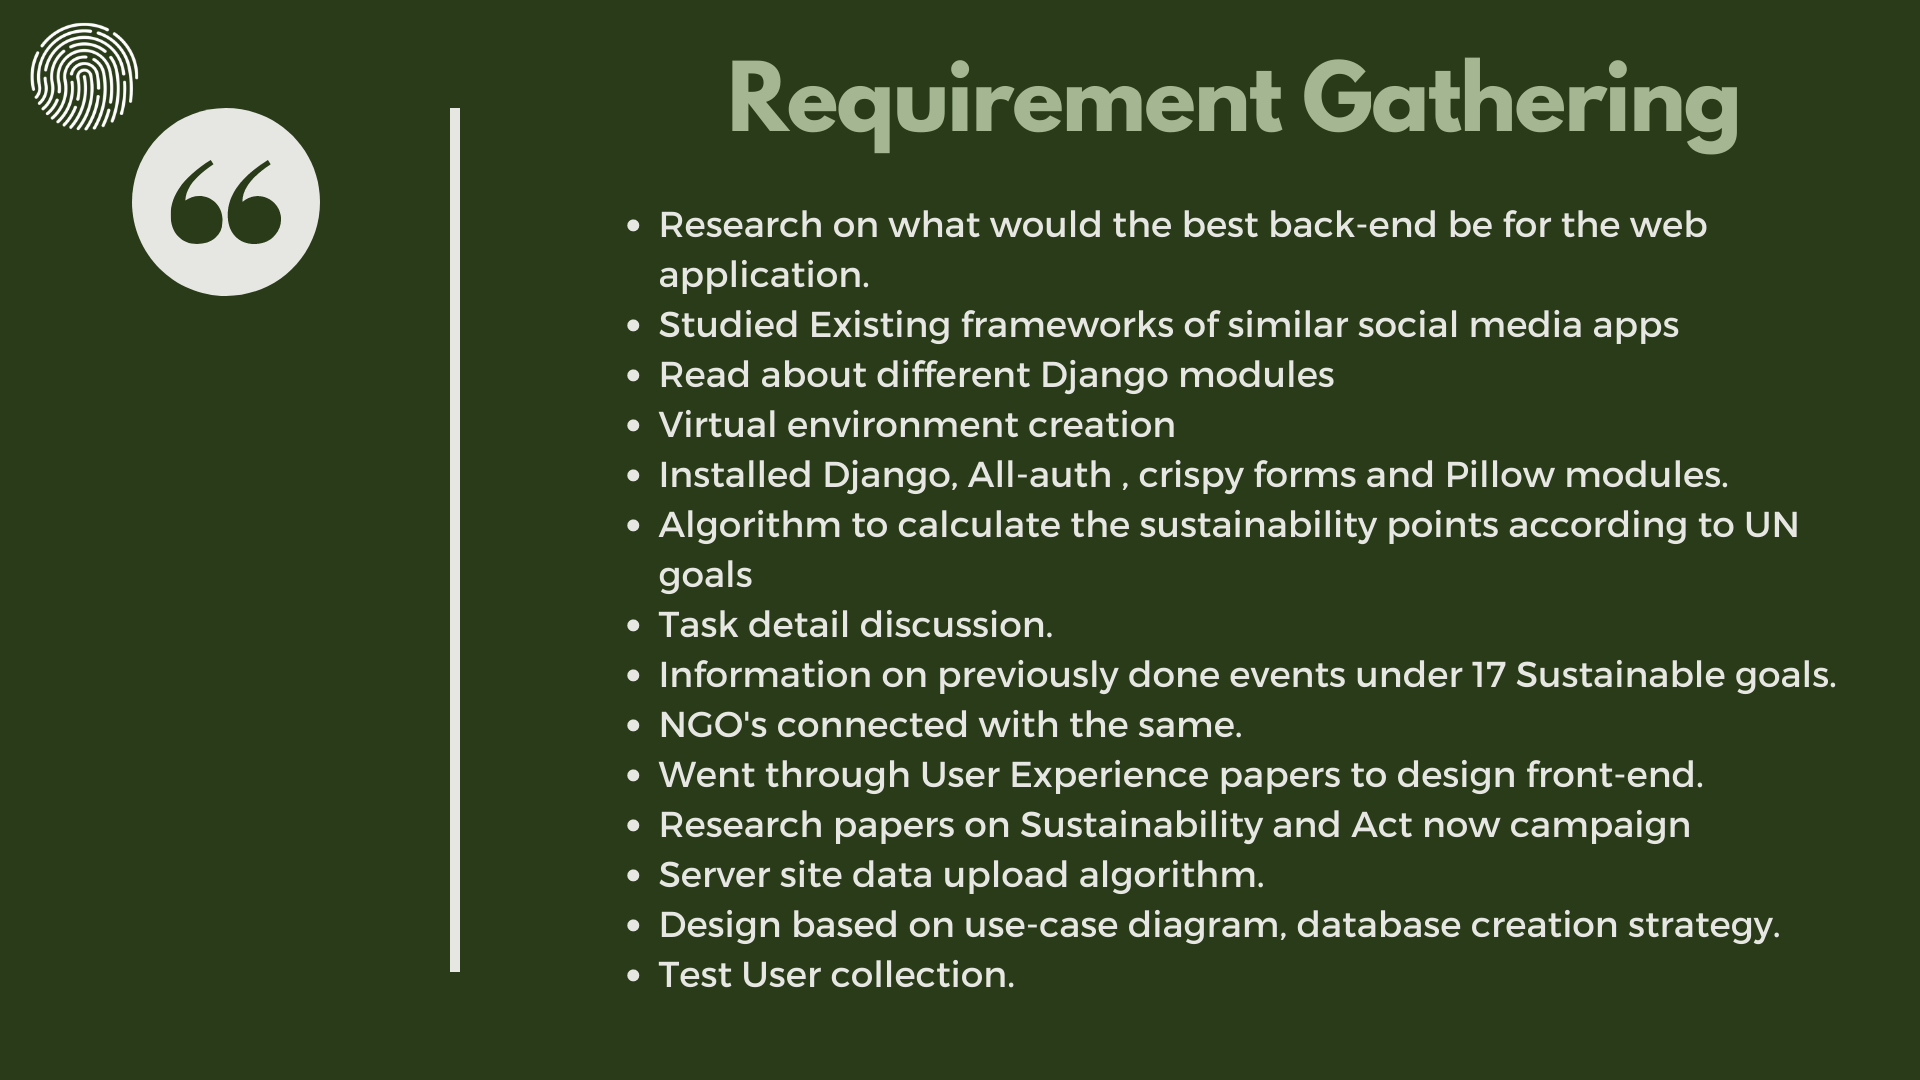 Requirement Gathering
• Research on what would the best back-end be for the web
application.
• Studied Existing frameworks of similar social media apps
• Read about different Django modules
• Virtual environment creation
• Installed Django, All-auth , crispy forms and Pillow modules.
• Algorithm to calculate the sustainability points according to UN
goals
• Task detail discussion.
• Information on previously done events under 17 Sustainable goals.
• NGO's connected with the same.
• Went through User Experience papers to design front-end.
• Research papers on Sustainability and Act now campaign
• Server site data upload algorithm.
• Design based on use-case diagram, database creation strategy.
• Test User collection.